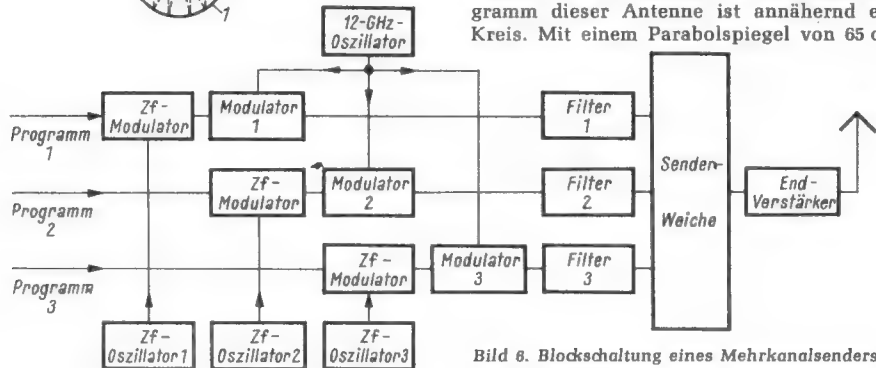 1
gramm dieser Antenne ist annähernd e
Kreis. Mit einem Parabolspiegel von 65 c
12-GHz-
Oszillator
Programm
1
Zf-
Modulator
Modulator
1
Filter
1
Programm
2
Zf-
Modulator
Modulator
2
Filter
2
Programm
3
Zf-
Modulator
Modulator
3
Filter
3
Sender-
Weiche
End-
Verstärker
Zf-
Oszillator1
Zf-
Oszillator2
Zf-
Oszillator3
Bild 6. Blockschaltung eines Mehrkanalsenders